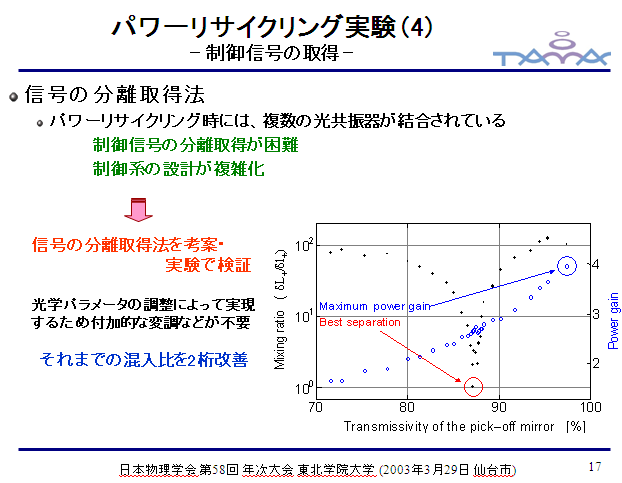 パワーリサイクリング実験(4)
－制御信号の取得－
TAMA
信号の分離取得法
パワーリサイクリング時には、複数の光共振器が結合されている
制御信号の分離取得が困難
制御系の設計が複雑化
信号の分離取得法を考案・
実験で検証
光学パラメータの調整によって実現
するため付加的な変調などが不要
それまでの混入比を2桁改善
Mixing ratio ( δL₊/δl₊)
10²
10¹
10⁰
Maximum power gain
Best separation
4
3
2
Power gain
70 80 90 100
Transmissivity of the pick-off mirror [%]
日本物理学会 第58回 年次大会 東北学院大学 (2003年3月29日 仙台市)
17